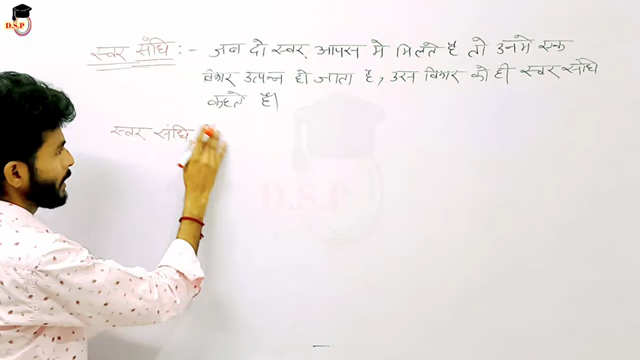 D.S.P
स्वर संधि :- जब दो स्वर आपस मे मिलते है तो उनमे एक
विकार उत्पन्न हो जाता है, उस विकार को ही स्वर संधि
कहते है।
स्वर संधि
D.S.P